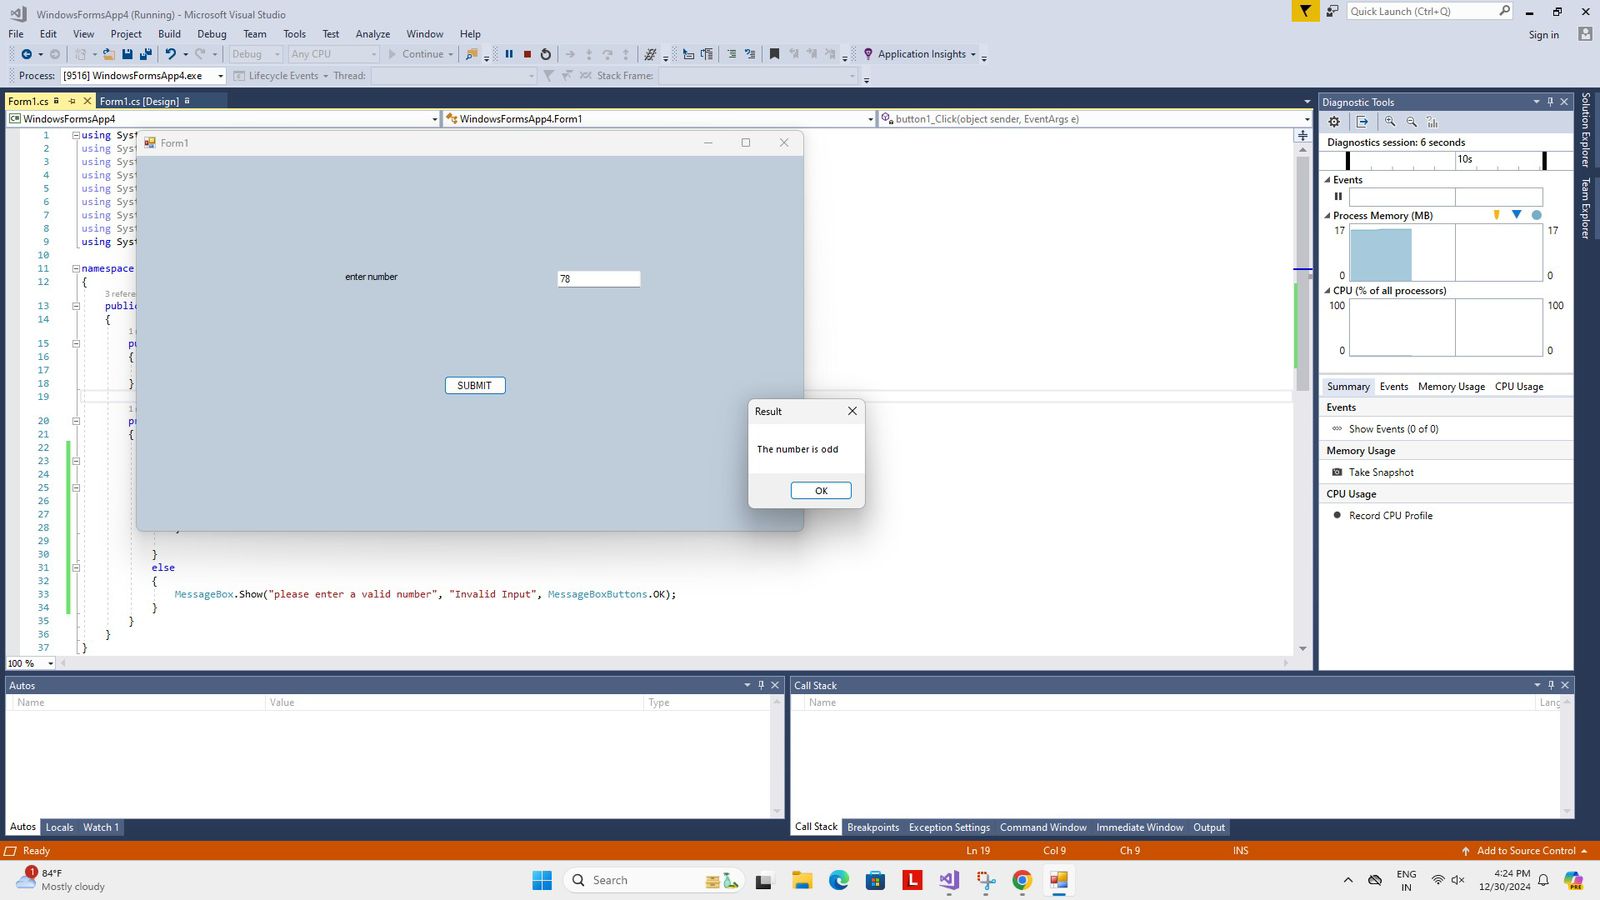 WindowsFormsApp4 (Running) - Microsoft Visual Studio
Quick Launch (Ctrl+Q)
File Edit View Project Build Debug Team Tools Test Analyze Window Help
Sign in
Debug Any CPU Continue Application Insights
Process: [9516] WindowsFormsApp4.exe Lifecycle Events Thread: Stack Frame:
Form1.cs Form1.cs [Design]
WindowsFormsApp4 WindowsFormsApp4.Form1 button1_Click(object sender, EventArgs e)
1 using Syst
2 using Syst
3 using Syst
4 using Syst
5 using Syst
6 using Syst
7 using Syst
8 using Syst
9 using Syst
10
11 namespace
12 {
3 refere
13 public
14 {
1
15 pu
16 {
17
18 }
19
1
20 pu
21 {
22
23
24
25
26
27
28
29
30 }
31 else
32 {
33 MessageBox.Show("please enter a valid number", "Invalid Input", MessageBoxButtons.OK);
34 }
35 }
36 }
37 }
100 %
Form1
enter number
78
SUBMIT
Result
The number is odd
OK
Diagnostic Tools
Diagnostics session: 6 seconds
10s
Events
Process Memory (MB)
17 17
0 0
CPU (% of all processors)
100 100
0 0
Summary Events Memory Usage CPU Usage
Events
Show Events (0 of 0)
Memory Usage
Take Snapshot
CPU Usage
Record CPU Profile
Solution Explorer
Team Explorer
Autos
Name Value Type
Autos Locals Watch 1
Call Stack
Name Lang
Call Stack Breakpoints Exception Settings Command Window Immediate Window Output
Ready Ln 19 Col 9 Ch 9 INS Add to Source Control
1
84°F
Mostly cloudy
Search
L
PRE
ENG
IN
4:24 PM
12/30/2024